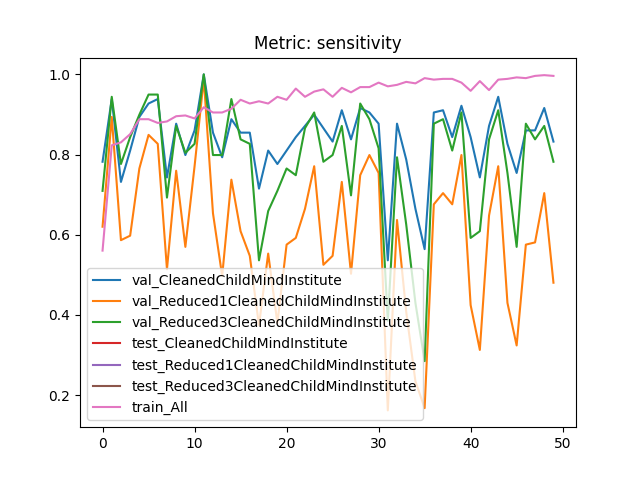 Metric: sensitivity
1.0
0.8
0.6
0.4
0.2
val_CleanedChildMindInstitute
val_Reduced1CleanedChildMindInstitute
val_Reduced3CleanedChildMindInstitute
test_CleanedChildMindInstitute
test_Reduced1CleanedChildMindInstitute
test_Reduced3CleanedChildMindInstitute
train_All
0 10 20 30 40 50